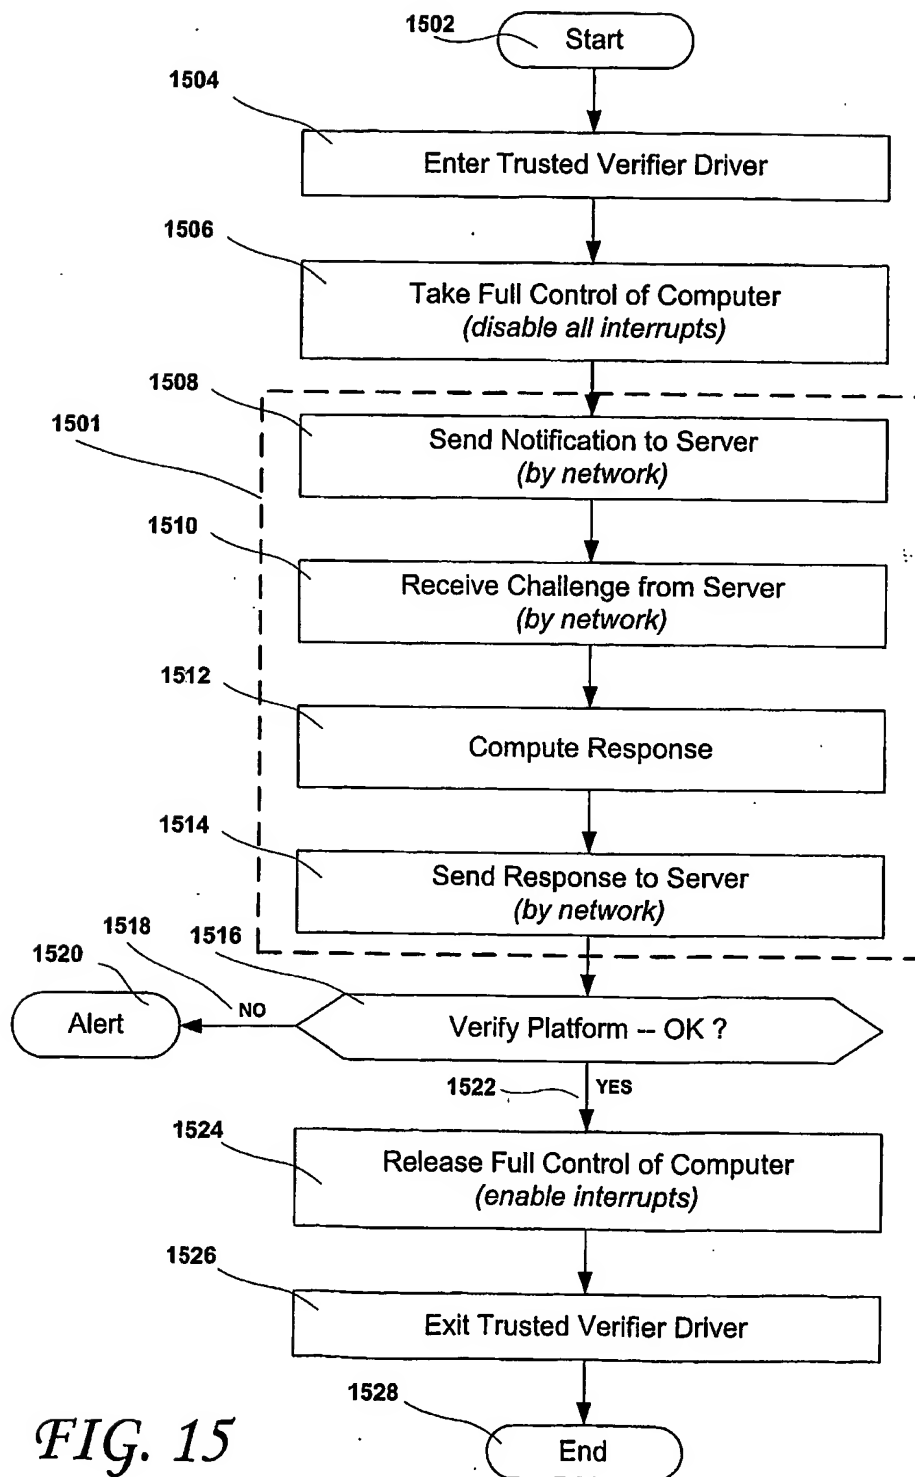 1502
Start
1504
Enter Trusted Verifier Driver
1506
Take Full Control of Computer
(disable all interrupts)
1508
1501
Send Notification to Server
(by network)
1510
Receive Challenge from Server
(by network)
1512
Compute Response
1514
Send Response to Server
(by network)
1516
1518
1520
NO
Alert
Verify Platform -- OK ?
1522
YES
1524
Release Full Control of Computer
(enable interrupts)
1526
Exit Trusted Verifier Driver
1528
End
FIG. 15